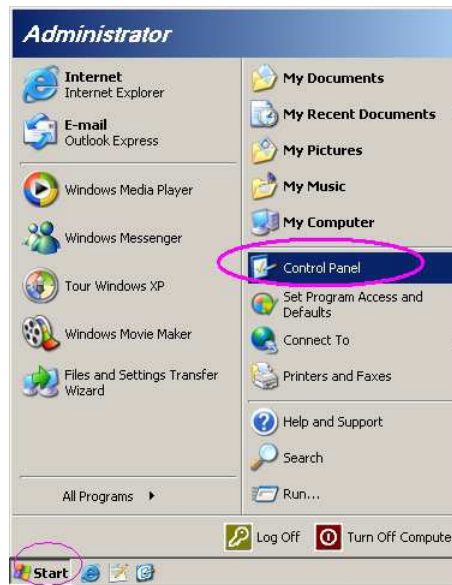 Administrator
Internet
Internet Explorer
E-mail
Outlook Express
Windows Media Player
Windows Messenger
Tour Windows XP
Windows Movie Maker
Files and Settings Transfer
Wizard
All Programs
My Documents
My Recent Documents
My Pictures
My Music
My Computer
Control Panel
Set Program Access and
Defaults
Connect To
Printers and Faxes
Help and Support
Search
Run...
Log Off
Turn Off Compute
Start